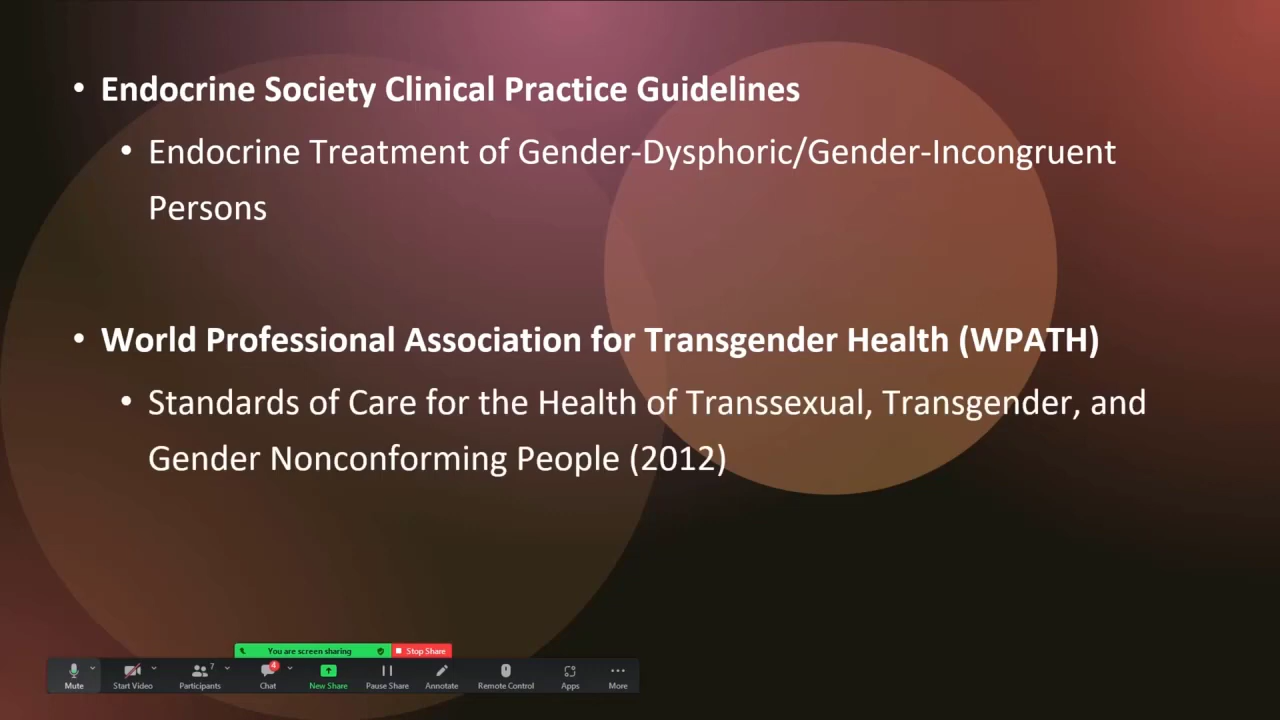 • Endocrine Society Clinical Practice Guidelines
• Endocrine Treatment of Gender-Dysphoric/Gender-Incongruent
Persons
• World Professional Association for Transgender Health (WPATH)
• Standards of Care for the Health of Transsexual, Transgender, and
Gender Nonconforming People (2012)
You are screen sharing Stop Share
7 4
Mute Start Video Participants Chat New Share Pause Share Annotate Remote Control Apps More